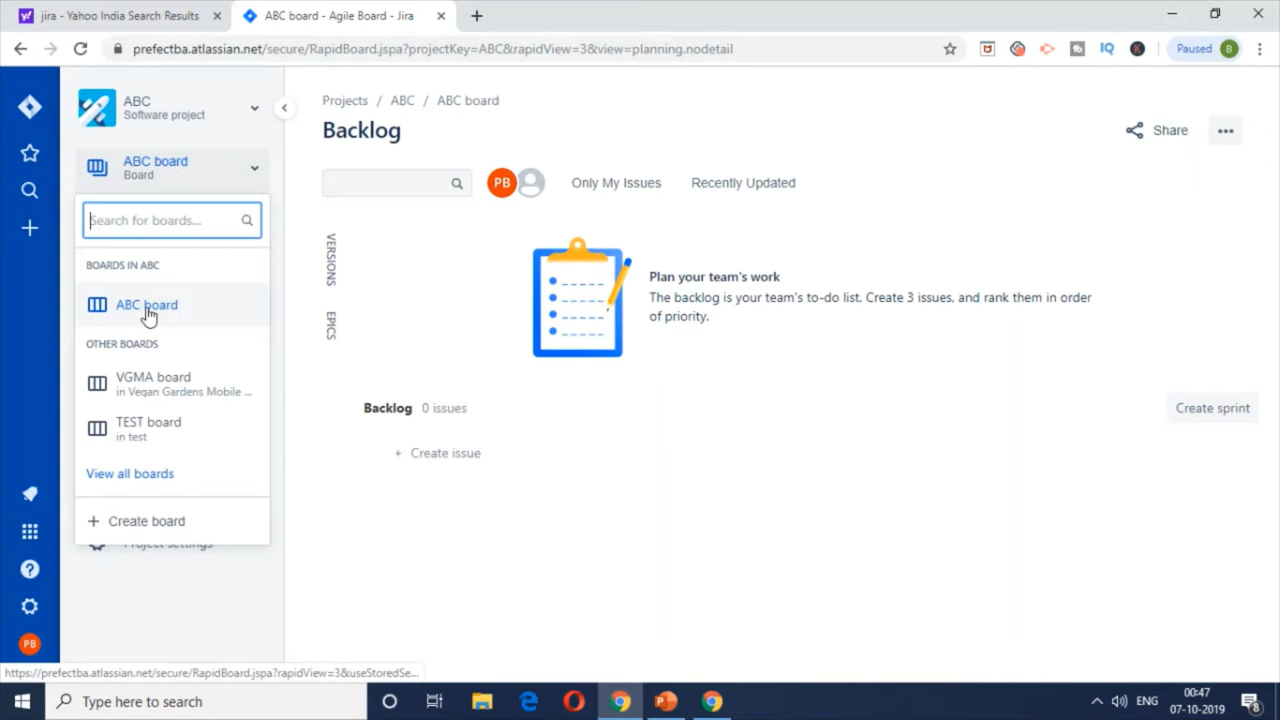 jira - Yahoo India Search Results
ABC board - Agile Board - Jira
prefectba.atlassian.net/secure/RapidBoard.jspa?projectKey=ABC&rapidView=3&view=planning.nodetail
IQ
K
Paused
B
ABC
Software project
ABC board
Board
Search for boards...
BOARDS IN ABC
ABC board
OTHER BOARDS
VGMA board
in Vegan Gardens Mobile ...
TEST board
in test
View all boards
+ Create board
Project settings
PB
Projects / ABC / ABC board
Backlog
Share
PB
Only My Issues
Recently Updated
VERSIONS
EPICS
Plan your team's work
The backlog is your team's to-do list. Create 3 issues, and rank them in order
of priority.
Backlog 0 issues
Create sprint
+ Create issue
https://prefectba.atlassian.net/secure/RapidBoard.jspa?rapidView=3&useStoredSe...
Type here to search
ENG
00:47
07-10-2019
8